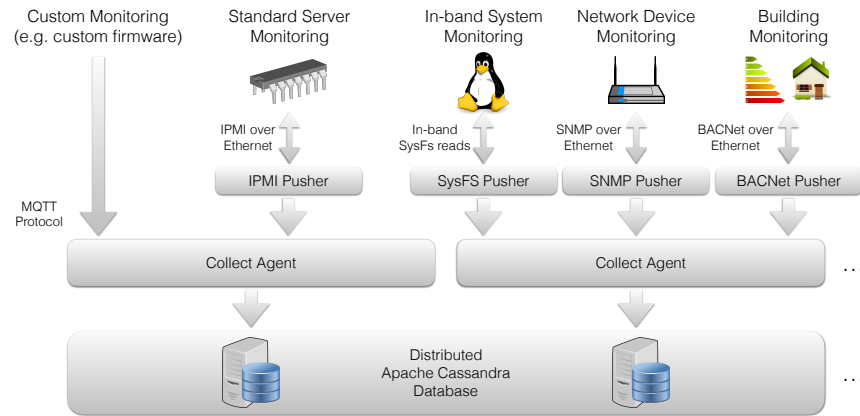 Custom Monitoring
(e.g. custom firmware)
Standard Server
Monitoring
In-band System
Monitoring
Network Device
Monitoring
Building
Monitoring
IPMI over
Ethernet
In-band
SysFs reads
SNMP over
Ethernet
BACNet over
Ethernet
IPMI Pusher
SysFS Pusher
SNMP Pusher
BACNet Pusher
MQTT
Protocol
Collect Agent
Collect Agent
...
Distributed
Apache Cassandra
Database
...